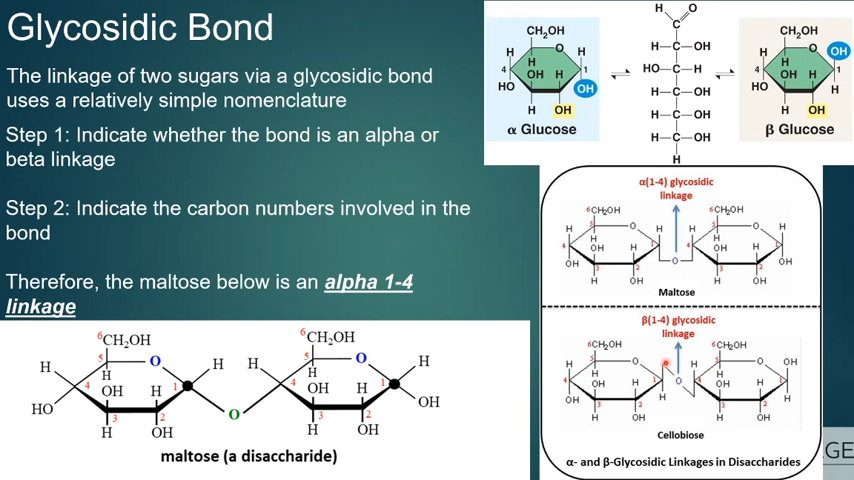 Glycosidic Bond
The linkage of two sugars via a glycosidic bond
uses a relatively simple nomenclature
Step 1: Indicate whether the bond is an alpha or
beta linkage
Step 2: Indicate the carbon numbers involved in the
bond
Therefore, the maltose below is an alpha 1-4
linkage
CH₂OH
H O H
H
4 OH H 1
HO OH
H OH
α Glucose
H O
C
H–C–OH
HO–C–H
H–C–OH
H–C–OH
H–C–OH
H
CH₂OH
H O OH
H
4 OH H 1
HO H
H OH
β Glucose
α(1-4) glycosidic
linkage
6CH₂OH 6CH₂OH
H 5 O H H 5 O H
4 H 1 4 H 1
OH H OH H
OH O OH
3 2 3 2
H OH H OH
Maltose
β(1-4) glycosidic
linkage
6CH₂OH 6CH₂OH
H 5 O H 5 O OH
4 H 1 O 4 H 1
OH H H OH H H
OH
3 2 3 2
H OH H OH
Cellobiose
α- and β-Glycosidic Linkages in Disaccharides
6CH₂OH 6CH₂OH
H 5 O H H 5 O H
4 H 1 4 H 1
OH H OH H
HO O OH
3 2 3 2
H OH H OH
maltose (a disaccharide)
GE